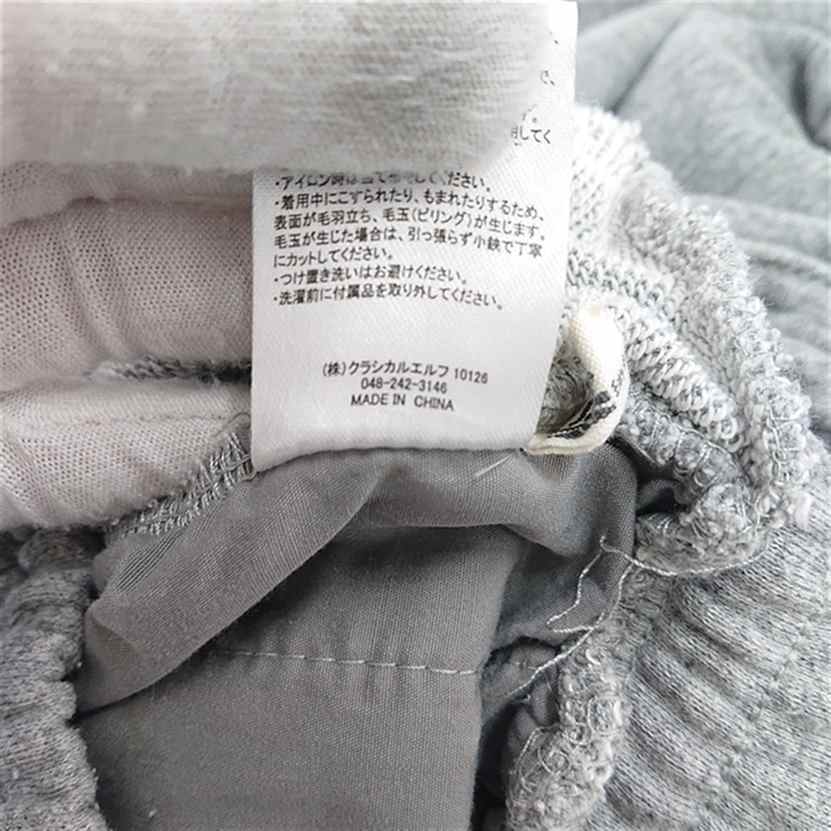 ・アイロン時は当て布をしてください。
・着用中にこすられたり、もまれたりするため、
表面が毛羽立ち、毛玉(ピリング)が生じます。
毛玉が生じた場合は、引っ張らず小鋏で丁寧
にカットしてください。
・つけ置き洗いはお避けください。
・洗濯前に付属品を取り外してください。
(株)クラシカルエルフ 10126
048-242-3146
MADE IN CHINA